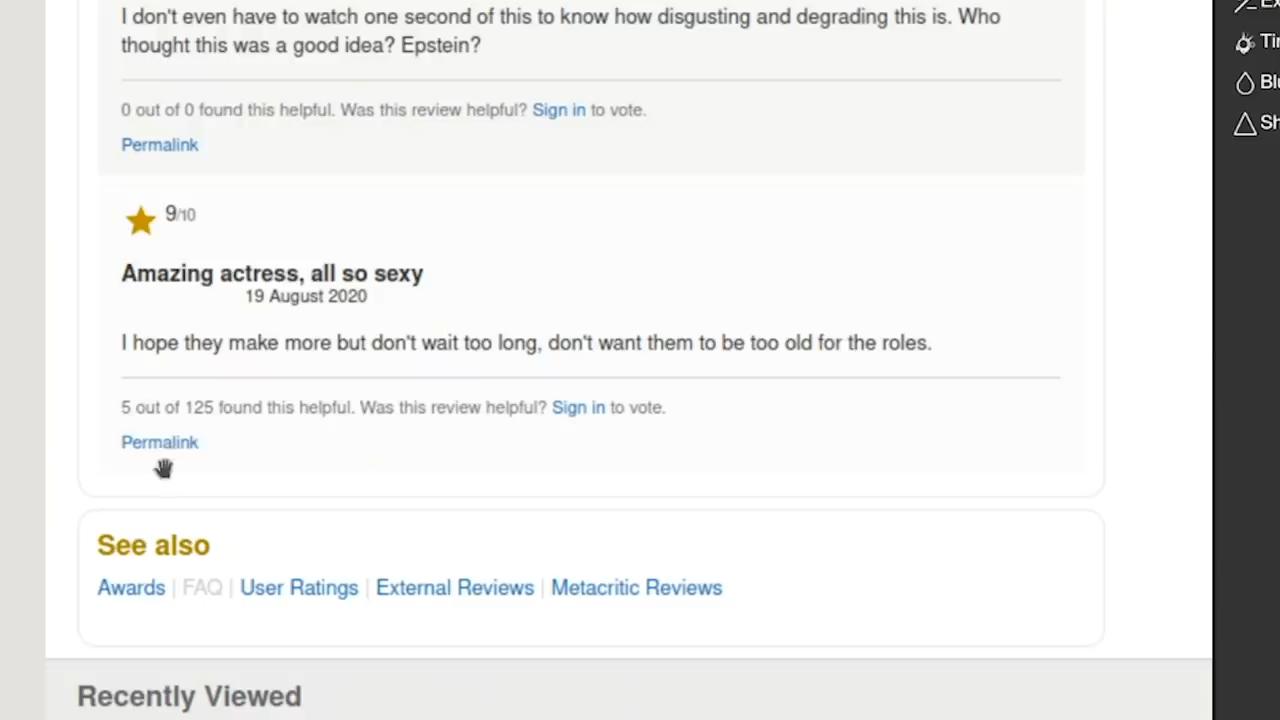 I don't even have to watch one second of this to know how disgusting and degrading this is. Who
thought this was a good idea? Epstein?
0 out of 0 found this helpful. Was this review helpful? Sign in to vote.
Permalink
9/10
Amazing actress, all so sexy
19 August 2020
I hope they make more but don't wait too long, don't want them to be too old for the roles.
5 out of 125 found this helpful. Was this review helpful? Sign in to vote.
Permalink
See also
Awards | FAQ | User Ratings | External Reviews | Metacritic Reviews
Recently Viewed